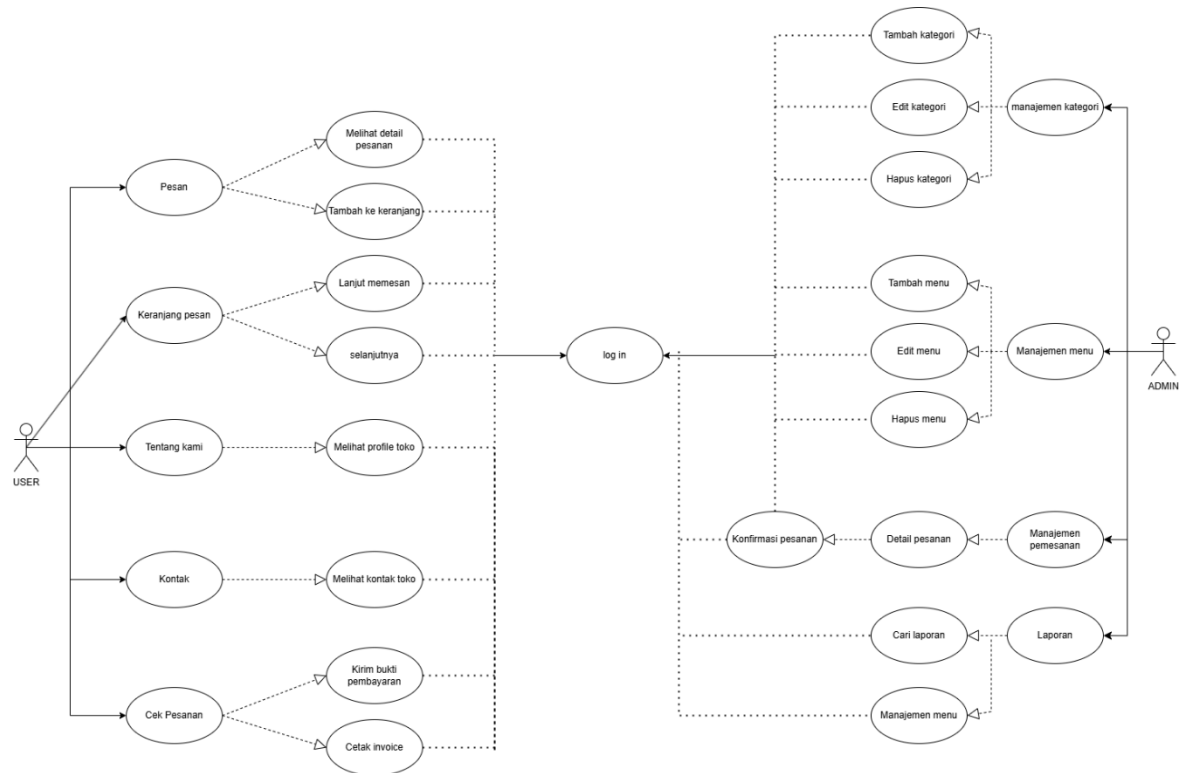 Tambah kategori
Edit kategori
manajemen kategori
Hapus kategori
Melihat detail
pesanan
Pesan
Tambah ke keranjang
Lanjut memesan
Keranjang pesan
selanjutnya
log in
Tambah menu
Edit menu
Manajemen menu
Hapus menu
ADMIN
USER
Tentang kami
Melihat profile toko
Konfirmasi pesanan
Detail pesanan
Manajemen
pemesanan
Kontak
Melihat kontak toko
Cari laporan
Laporan
Kirim bukti
pembayaran
Cek Pesanan
Manajemen menu
Cetak invoice